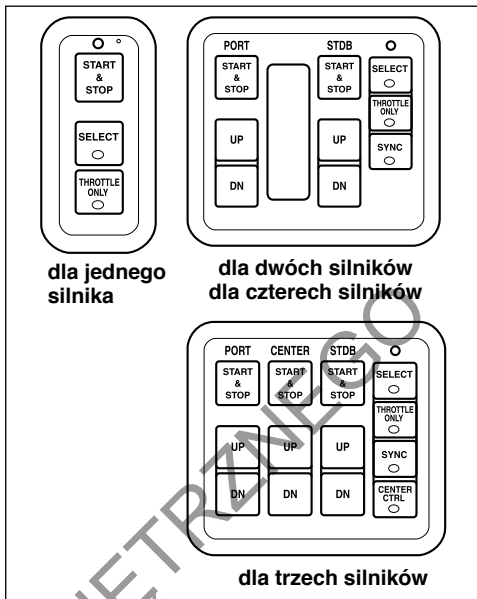 START
&
STOP
SELECT
THROTTLE
ONLY
dla jednego
silnika
PORT STDB
START
&
STOP
START
&
STOP
SELECT
THROTTLE
ONLY
UP UP SYNC
DN DN
dla dwóch silników
dla czterech silników
PORT CENTER STDB
START
&
STOP
START
&
STOP
START
&
STOP
SELECT
THROTTLE
ONLY
UP UP UP SYNC
DN DN DN CENTER
CTRL
dla trzech silników
ETRZNEGO